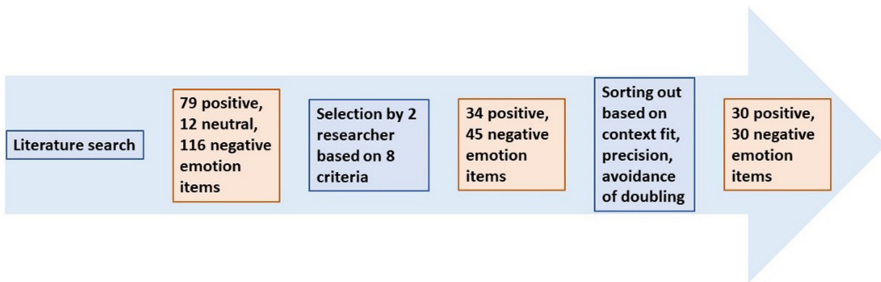 Literature search
79 positive,
12 neutral,
116 negative
emotion
items
Selection by 2
researcher
based on 8
criteria
34 positive,
45 negative
emotion
items
Sorting out
based on
context fit,
precision,
avoidance
of doubling
30 positive,
30 negative
emotion
items